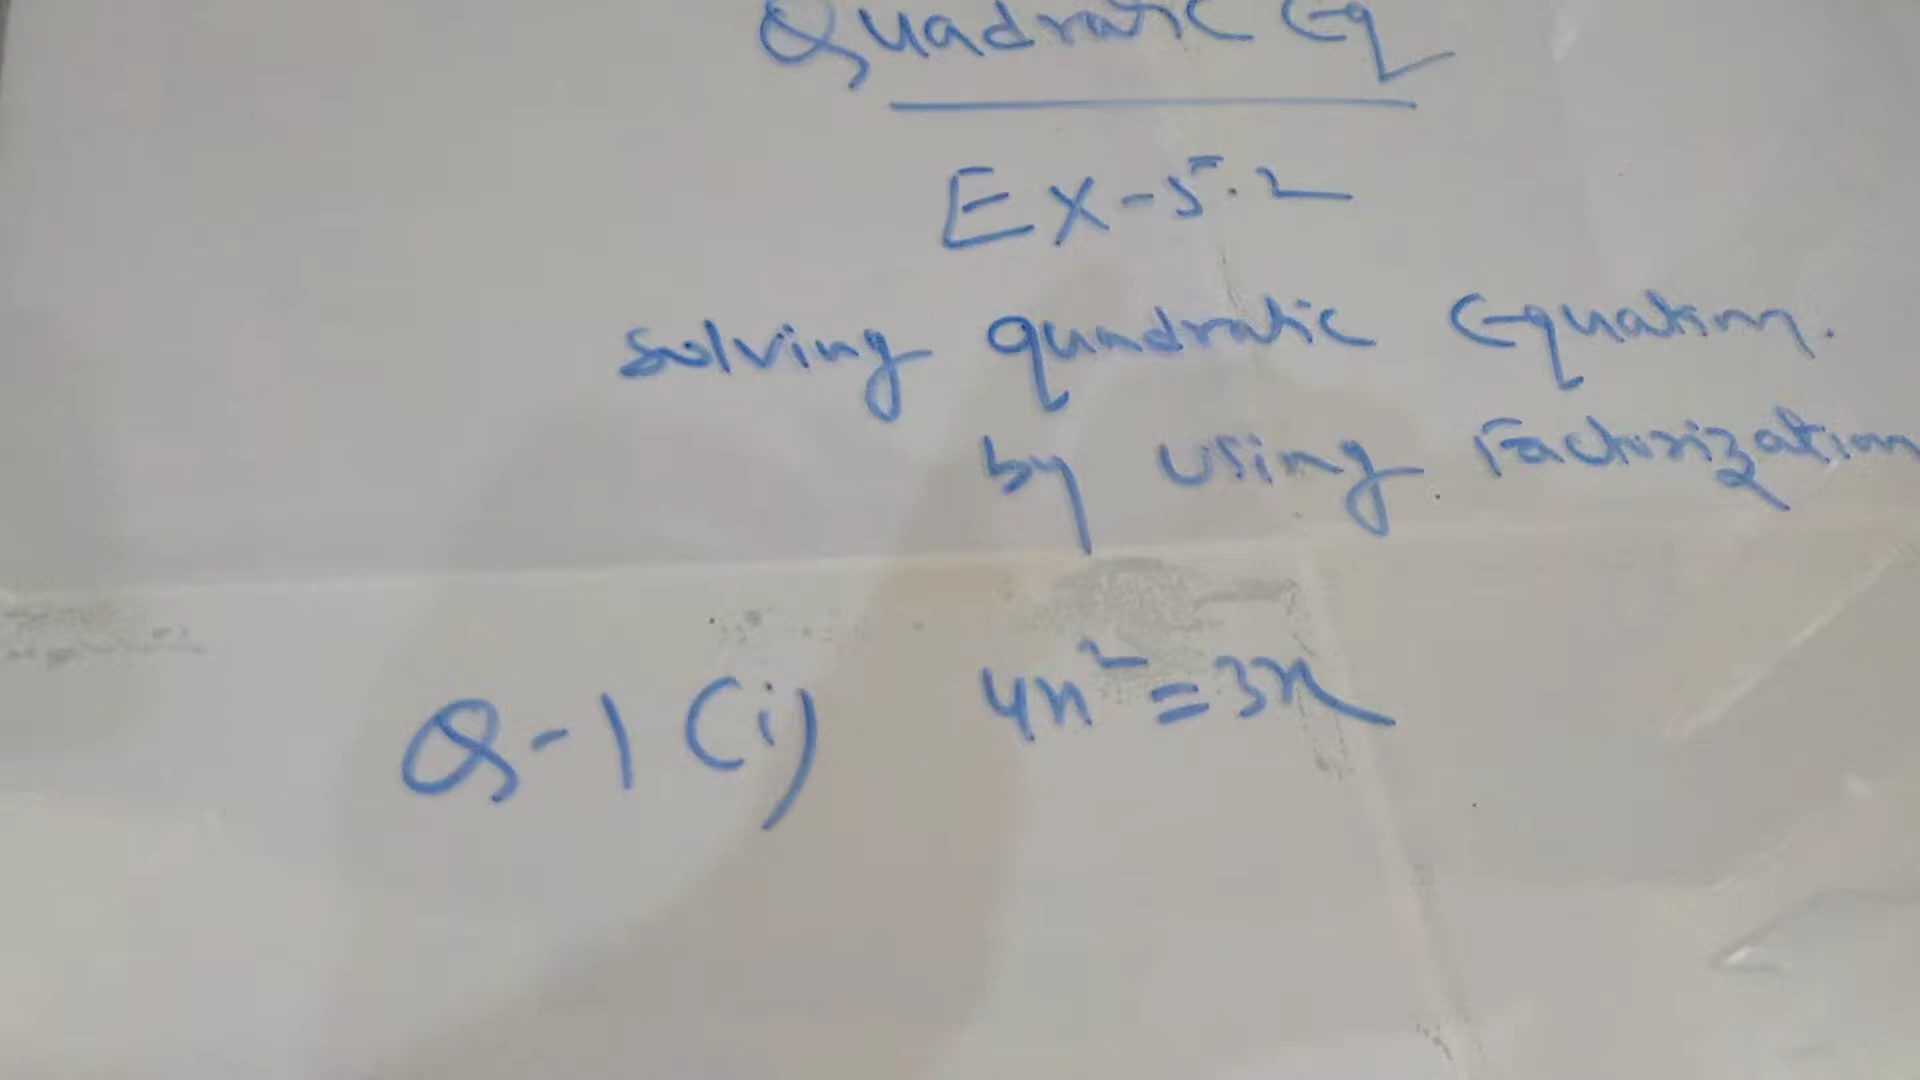 Quadratic Eq
Ex-5.2
Solving quadratic Equation.
by using Factorization
Q-1 (i) 4x² = 3x